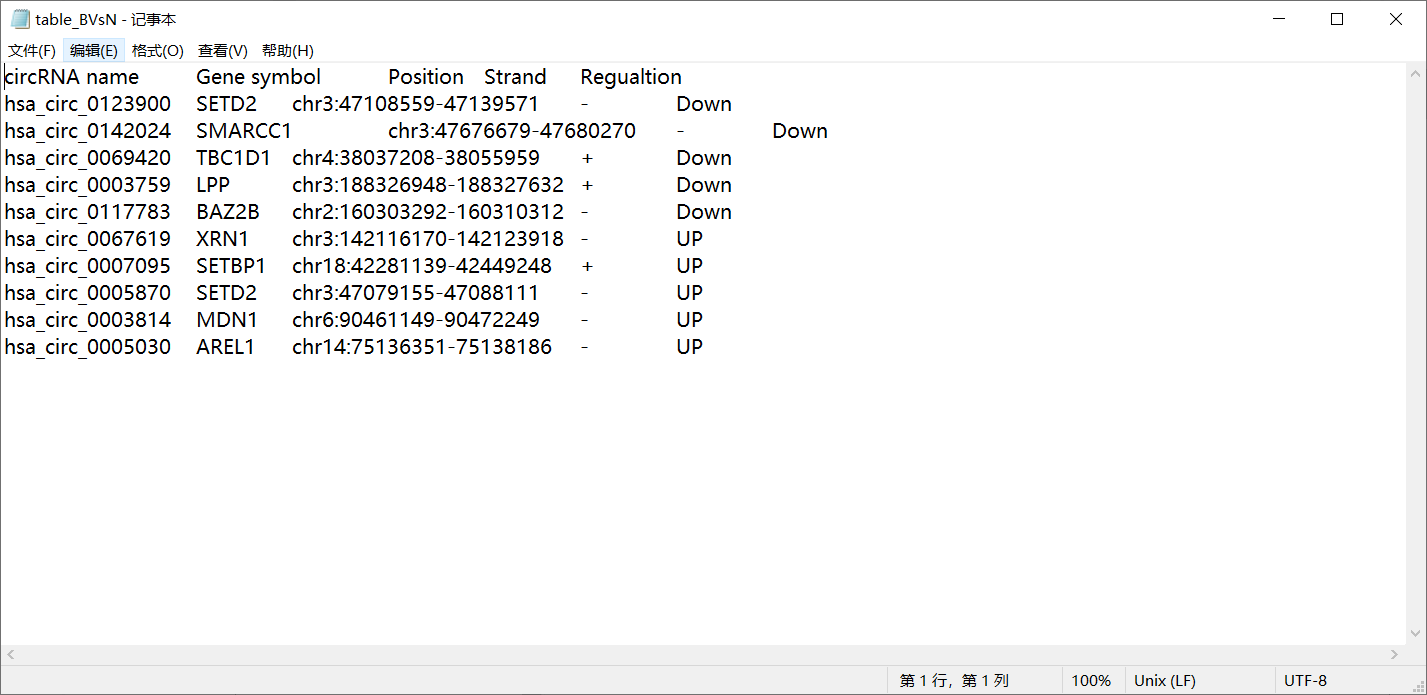 table_BVsN - 记事本
文件(F) 编辑(E) 格式(O) 查看(V) 帮助(H)
circRNA name	Gene symbol	Position	Strand	Regualtion
hsa_circ_0123900	SETD2	chr3:47108559-47139571	-	Down
hsa_circ_0142024	SMARCC1	chr3:47676679-47680270	-	Down
hsa_circ_0069420	TBC1D1	chr4:38037208-38055959	+	Down
hsa_circ_0003759	LPP	chr3:188326948-188327632	+	Down
hsa_circ_0117783	BAZ2B	chr2:160303292-160310312	-	Down
hsa_circ_0067619	XRN1	chr3:142116170-142123918	-	UP
hsa_circ_0007095	SETBP1	chr18:42281139-42449248	+	UP
hsa_circ_0005870	SETD2	chr3:47079155-47088111	-	UP
hsa_circ_0003814	MDN1	chr6:90461149-90472249	-	UP
hsa_circ_0005030	AREL1	chr14:75136351-75138186	-	UP
第 1 行，第 1 列	100%	Unix (LF)	UTF-8